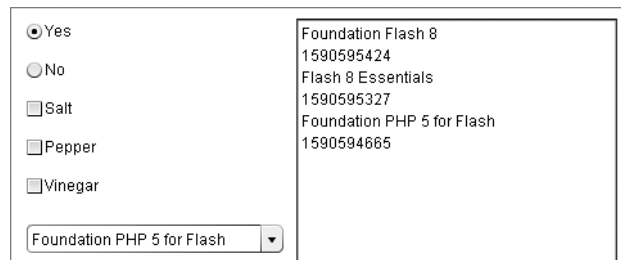 Yes
No
Salt
Pepper
Vinegar
Foundation PHP 5 for Flash
Foundation Flash 8
1590595424
Flash 8 Essentials
1590595327
Foundation PHP 5 for Flash
1590594665